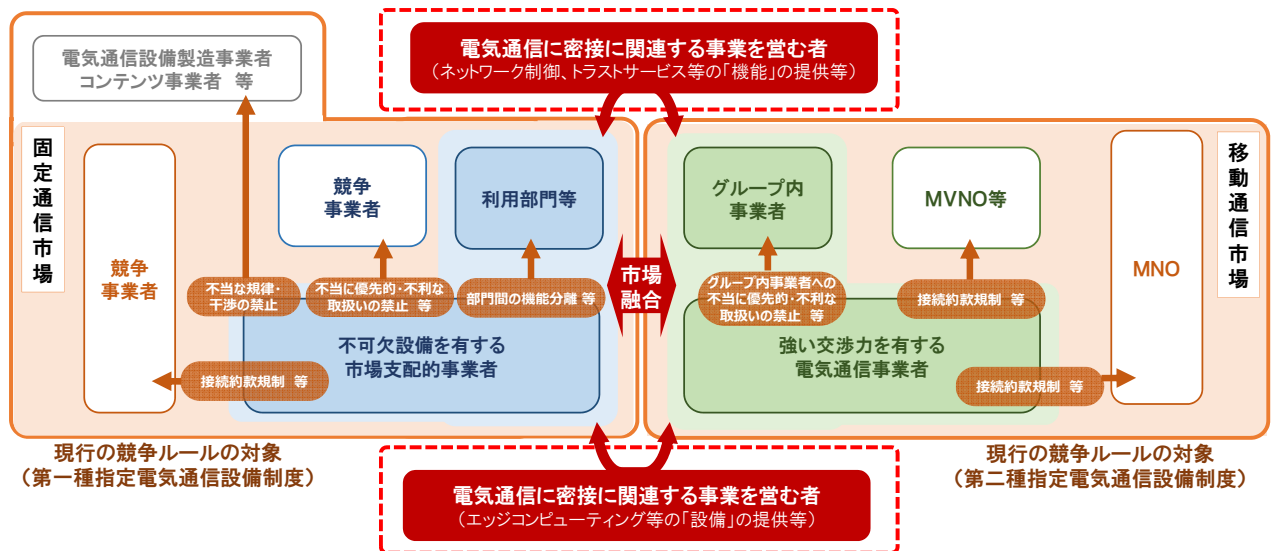 電気通信に密接に関連する事業を営む者
（ネットワーク制御、トラストサービス等の「機能」の提供等）
電気通信設備製造事業者
コンテンツ事業者　等
固定通信市場
競争
事業者
競争
事業者
利用部門等
不当な規律・
干渉の禁止
不当に優先的・不利な
取扱いの禁止　等
部門間の機能分離 等
不可欠設備を有する
市場支配的事業者
接続約款規制　等
市場
融合
グループ内
事業者
MVNO等
MNO
移動通信市場
グループ内事業者への
不当に優先的・不利な
取扱いの禁止　等
接続約款規制　等
強い交渉力を有する
電気通信事業者
接続約款規制　等
現行の競争ルールの対象
（第一種指定電気通信設備制度）
現行の競争ルールの対象
（第二種指定電気通信設備制度）
電気通信に密接に関連する事業を営む者
（エッジコンピューティング等の「設備」の提供等）